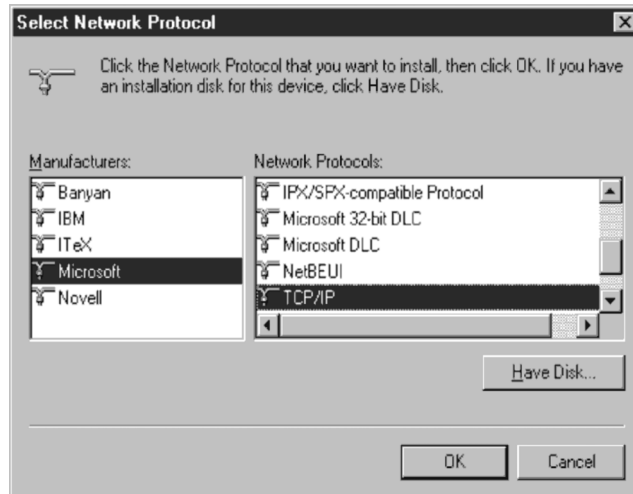 Select Network Protocol
Click the Network Protocol that you want to install, then click OK. If you have
an installation disk for this device, click Have Disk.
Manufacturers:
Banyan
IBM
ITeX
Microsoft
Novell
Network Protocols:
IPX/SPX-compatible Protocol
Microsoft 32-bit DLC
Microsoft DLC
NetBEUI
TCP/IP
Have Disk...
OK
Cancel